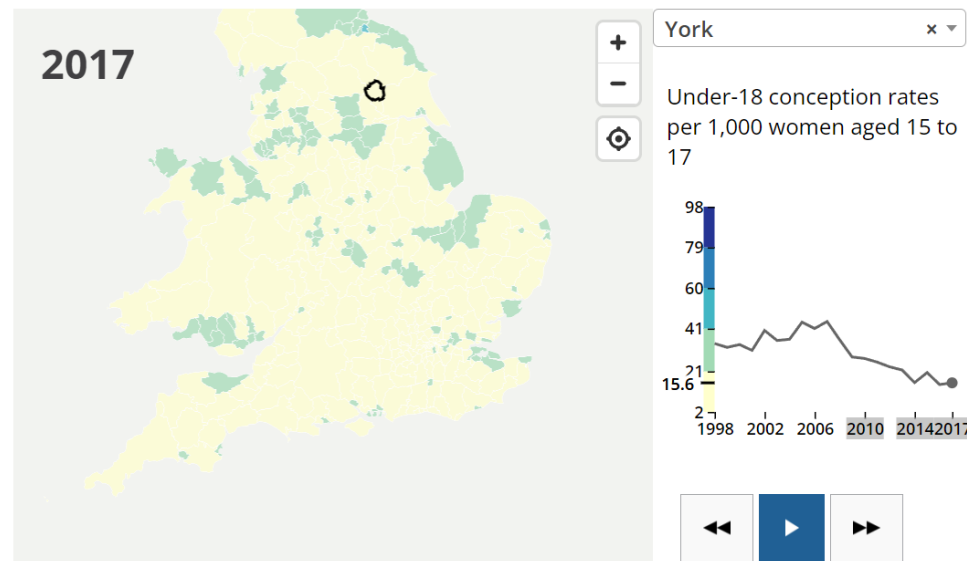 2017
+
−
York × ▼
Under-18 conception rates
per 1,000 women aged 15 to
17
98
79
60
41
21
15.6
2
1998 2002 2006 2010 2014 2017